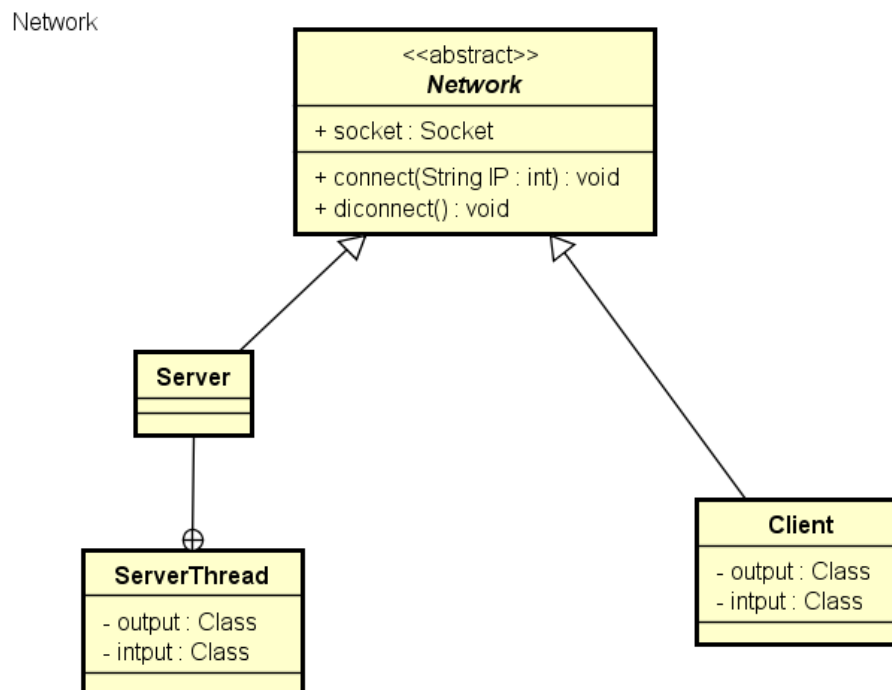 Network
<<abstract>>
Network
+ socket : Socket
+ connect(String IP : int) : void
+ diconnect() : void
Server
ServerThread
- output : Class
- intput : Class
Client
- output : Class
- intput : Class